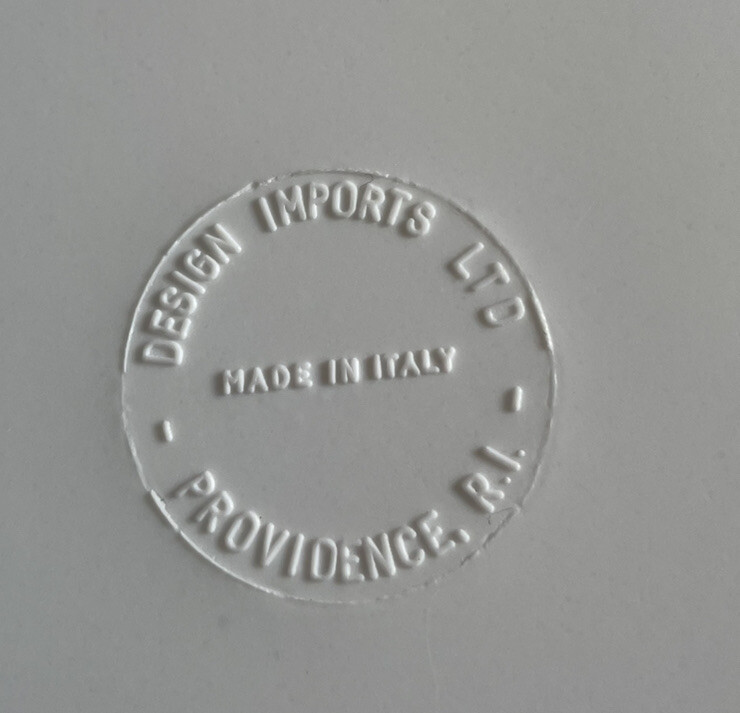 DESIGN IMPORTS LTD
MADE IN ITALY
- PROVIDENCE, R.I. -